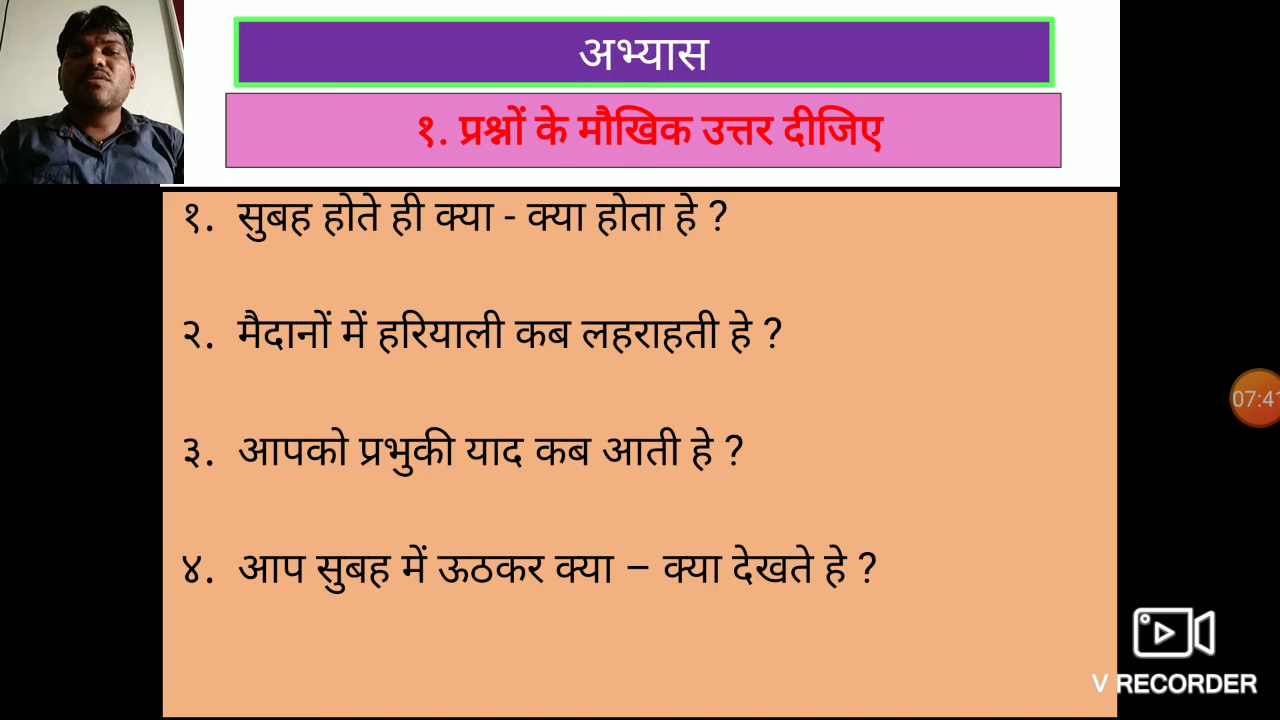 अभ्यास
१. प्रश्नों के मौखिक उत्तर दीजिए
१. सुबह होते ही क्या - क्या होता हे ?
२. मैदानों में हरियाली कब लहराहती हे ?
३. आपको प्रभुकी याद कब आती हे ?
४. आप सुबह में ऊठकर क्या – क्या देखते हे ?
07:41
V RECORDER